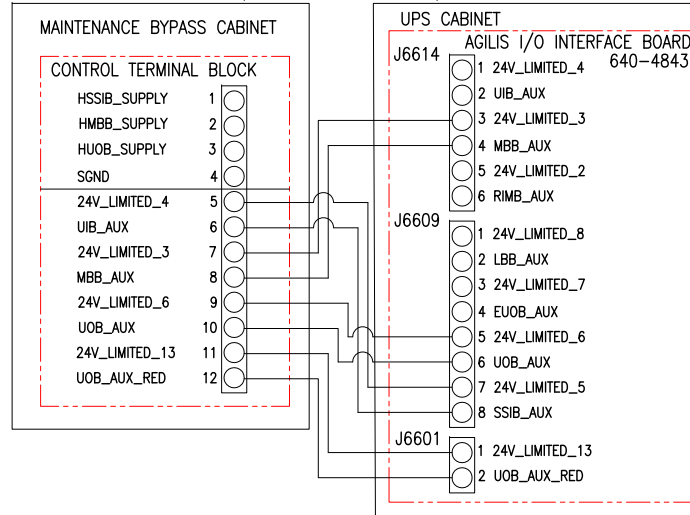 MAINTENANCE BYPASS CABINET
CONTROL TERMINAL BLOCK
HSSIB_SUPPLY 1
HMBB_SUPPLY 2
HUOB_SUPPLY 3
SGND 4
24V_LIMITED_4 5
UIB_AUX 6
24V_LIMITED_3 7
MBB_AUX 8
24V_LIMITED_6 9
UOB_AUX 10
24V_LIMITED_13 11
UOB_AUX_RED 12
UPS CABINET
AGILIS I/O INTERFACE BOARD
640-4843
J6614
1 24V_LIMITED_4
2 UIB_AUX
3 24V_LIMITED_3
4 MBB_AUX
5 24V_LIMITED_2
6 RIMB_AUX
J6609
1 24V_LIMITED_8
2 LBB_AUX
3 24V_LIMITED_7
4 EUOB_AUX
5 24V_LIMITED_6
6 UOB_AUX
7 24V_LIMITED_5
8 SSIB_AUX
J6601
1 24V_LIMITED_13
2 UOB_AUX_RED